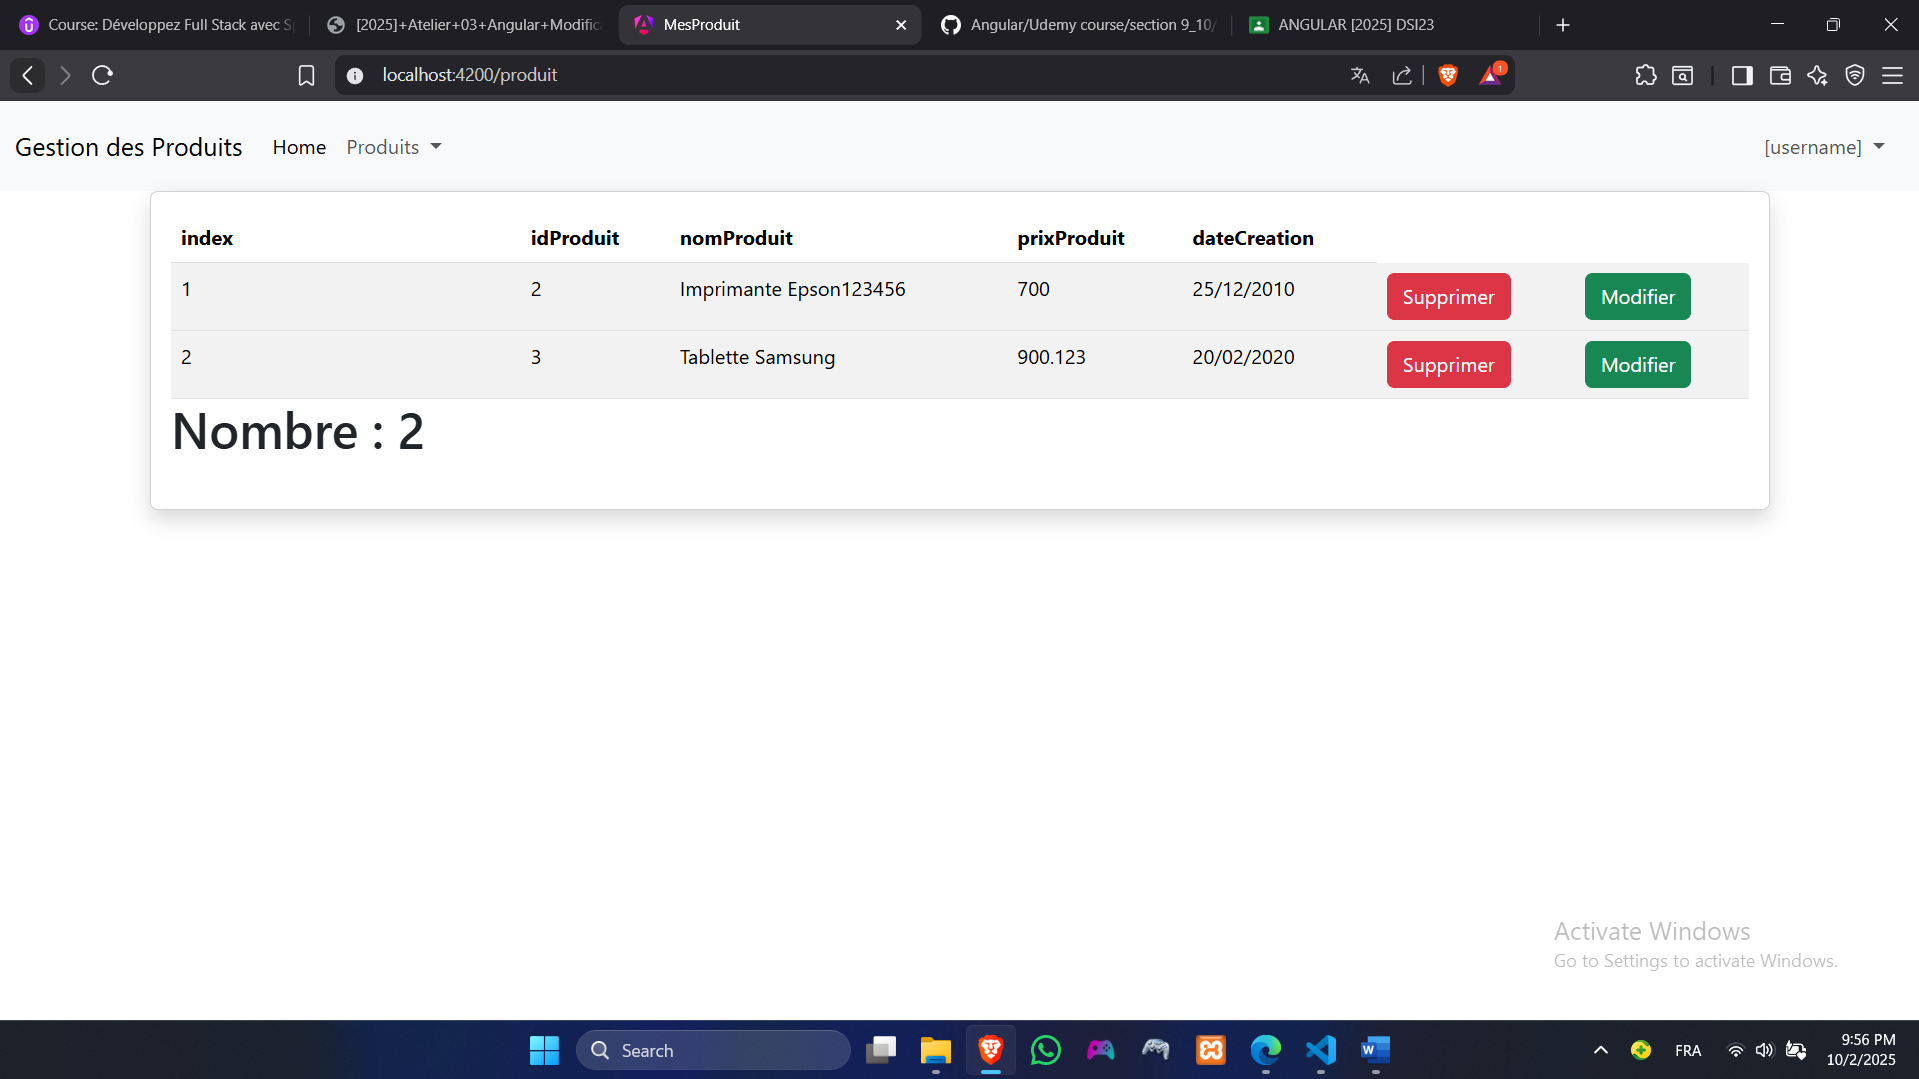 Course: Développez Full Stack avec S
[2025]+Atelier+03+Angular+Modific
MesProduit
Angular/Udemy course/section 9_10/
ANGULAR [2025] DSI23
localhost:4200/produit
1
Gestion des Produits Home Produits [username]
index idProduit nomProduit prixProduit dateCreation
1 2 Imprimante Epson123456 700 25/12/2010 Supprimer Modifier
2 3 Tablette Samsung 900.123 20/02/2020 Supprimer Modifier
Nombre : 2
Activate Windows
Go to Settings to activate Windows.
Search
FRA
9:56 PM
10/2/2025